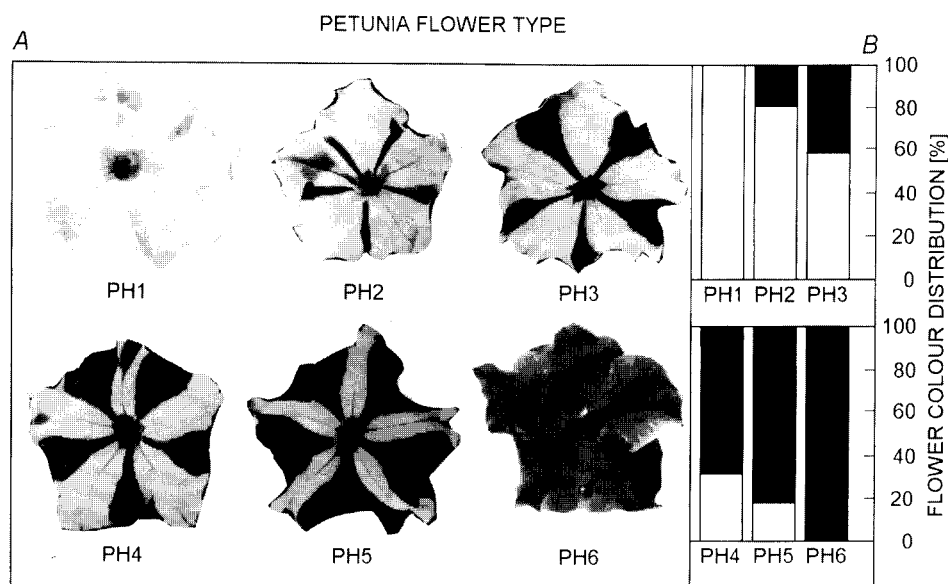 PETUNIA FLOWER TYPE
A
B
PH1
PH2
PH3
PH4
PH5
PH6
100
80
60
40
20
0
PH1 PH2 PH3
100
80
60
40
20
0
PH4 PH5 PH6
FLOWER COLOUR DISTRIBUTION [%]